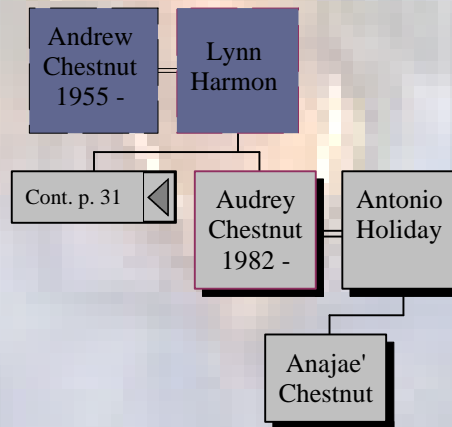 Andrew
Chestnut
1955 -
Lynn
Harmon
Cont. p. 31
Audrey
Chestnut
1982 -
Antonio
Holiday
Anajae'
Chestnut